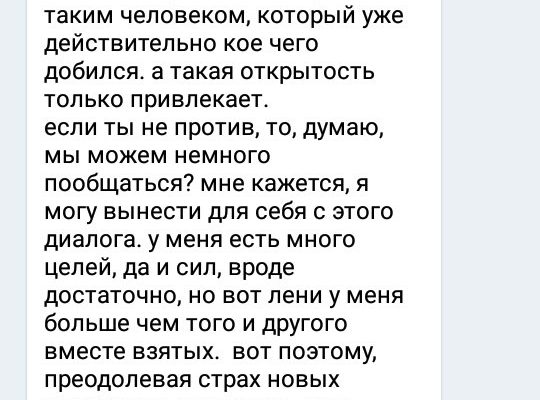 таким человеком, который уже
действительно кое чего
добился. а такая открытость
только привлекает.
если ты не против, то, думаю,
мы можем немного
пообщаться? мне кажется, я
могу вынести для себя с этого
диалога. у меня есть много
целей, да и сил, вроде
достаточно, но вот лени у меня
больше чем того и другого
вместе взятых.  вот поэтому,
преодолевая страх новых